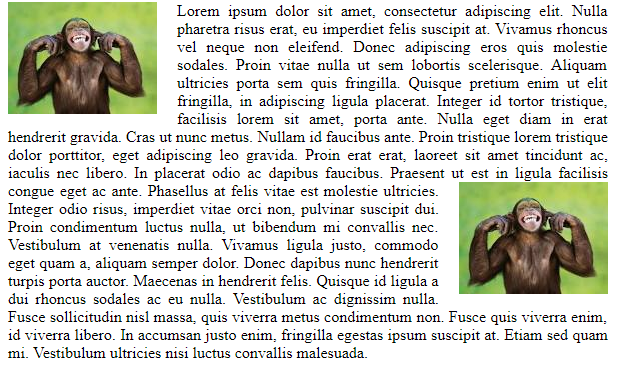 Lorem ipsum dolor sit amet, consectetur adipiscing elit. Nulla
pharetra risus erat, eu imperdiet felis suscipit at. Vivamus rhoncus
vel neque non eleifend. Donec adipiscing eros quis molestie
sodales. Proin vitae nulla ut sem lobortis scelerisque. Aliquam
ultricies porta sem quis fringilla. Quisque pretium enim ut elit
fringilla, in adipiscing ligula placerat. Integer id tortor tristique,
facilisis lorem sit amet, porta ante. Nulla eget diam in erat
hendrerit gravida. Cras ut nunc metus. Nullam id faucibus ante. Proin tristique lorem tristique
dolor porttitor, eget adipiscing leo gravida. Proin erat erat, laoreet sit amet tincidunt ac,
iaculis nec libero. In placerat odio ac dapibus faucibus. Praesent ut est in ligula facilisis
congue eget ac ante. Phasellus at felis vitae est molestie ultricies.
Integer odio risus, imperdiet vitae orci non, pulvinar suscipit dui.
Proin condimentum luctus nulla, ut bibendum mi convallis nec.
Vestibulum at venenatis nulla. Vivamus ligula justo, commodo
eget quam a, aliquam semper dolor. Donec dapibus nunc hendrerit
turpis porta auctor. Maecenas in hendrerit felis. Quisque id ligula a
dui rhoncus sodales ac eu nulla. Vestibulum ac dignissim nulla.
Fusce sollicitudin nisl massa, quis viverra metus condimentum non. Fusce quis viverra enim,
id viverra libero. In accumsan justo enim, fringilla egestas ipsum suscipit at. Etiam sed quam
mi. Vestibulum ultricies nisi luctus convallis malesuada.